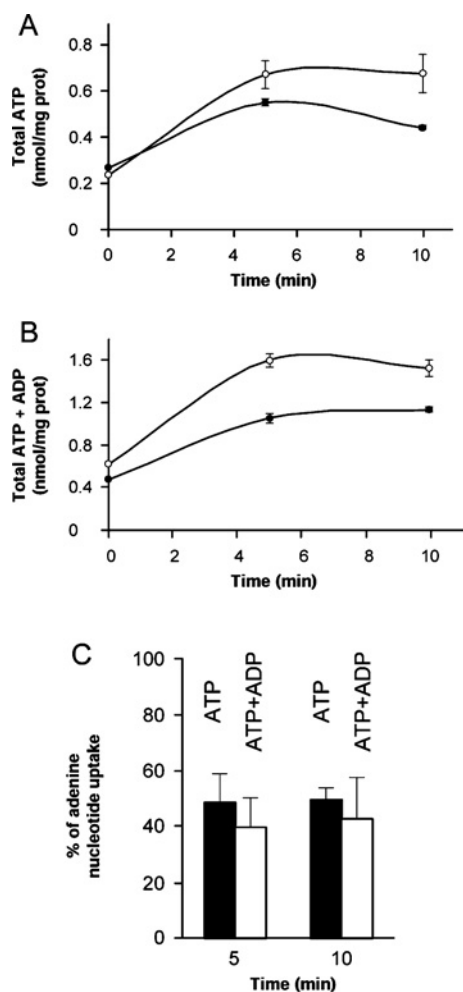 A
Total ATP
(nmol/mg prot)
0.8
0.6
0.4
0.2
0
0 2 4 6 8 10
Time (min)
B
Total ATP + ADP
(nmol/mg prot)
1.6
1.2
0.8
0.4
0
0 2 4 6 8 10
Time (min)
C
% of adenine
nucleotide uptake
100
80
60
40
20
0
ATP
ATP+ADP
ATP
ATP+ADP
5 10
Time (min)